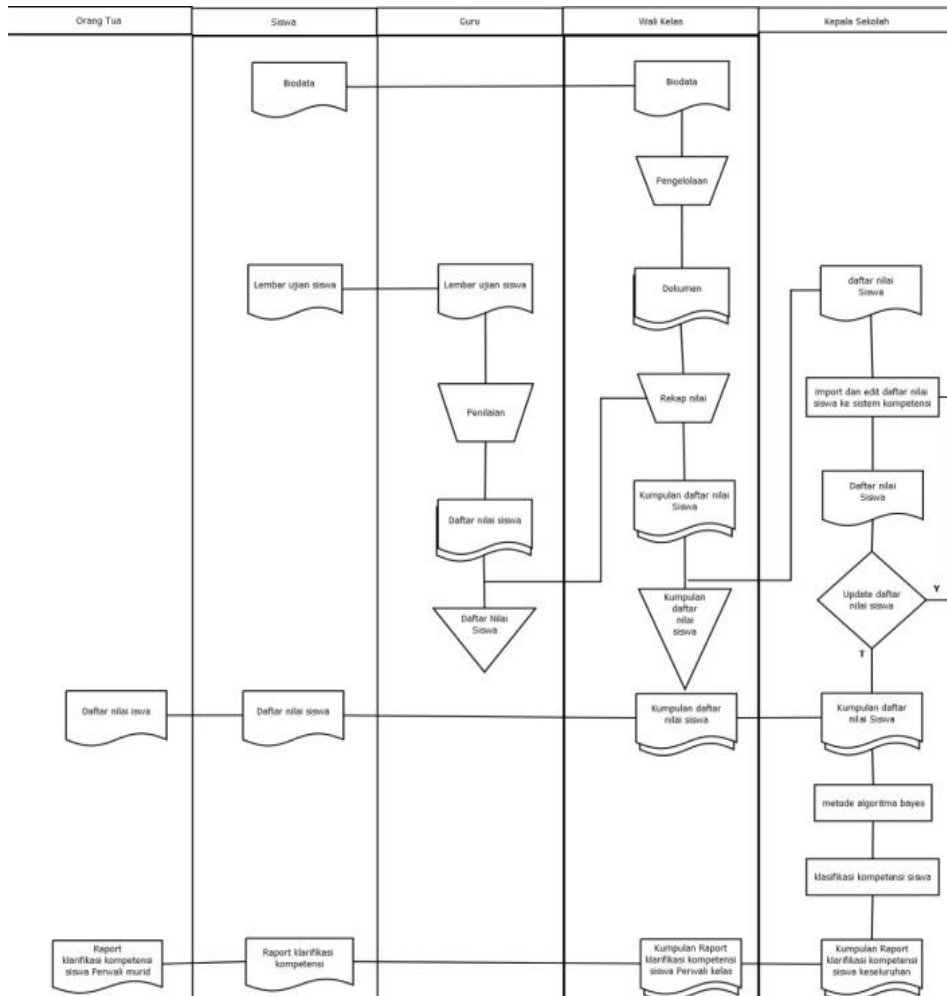 Orang Tua
Siswa
Guru
Wali Kelas
Kepala Sekolah
Biodata
Biodata
Pengelolaan
Lembar ujian siswa
Lembar ujian siswa
Dokumen
daftar nilai
Siswa
Penilaian
Rekap nilai
import dan edit daftar nilai
siswa ke sistem kompetensi
Daftar nilai siswa
Kumpulan daftar nilai
Siswa
Daftar nilai
Siswa
Daftar Nilai
Siswa
Kumpulan
daftar
nilai
siswa
Update daftar
nilai siswa
Y
T
Daftar nilai iswa
Daftar nilai siswa
Kumpulan daftar
nilai siswa
Kumpulan daftar
nilai Siswa
metode algoritma bayes
klasifikasi kompetensi siswa
Raport
klarifikasi kompetensi
siswa Perwali murid
Raport klarifikasi
kompetensi
Kumpulan Raport
klarifikasi kompetensi
siswa Perwali kelas
Kumpulan Raport
klarifikasi kompetensi
siswa keseluruhan